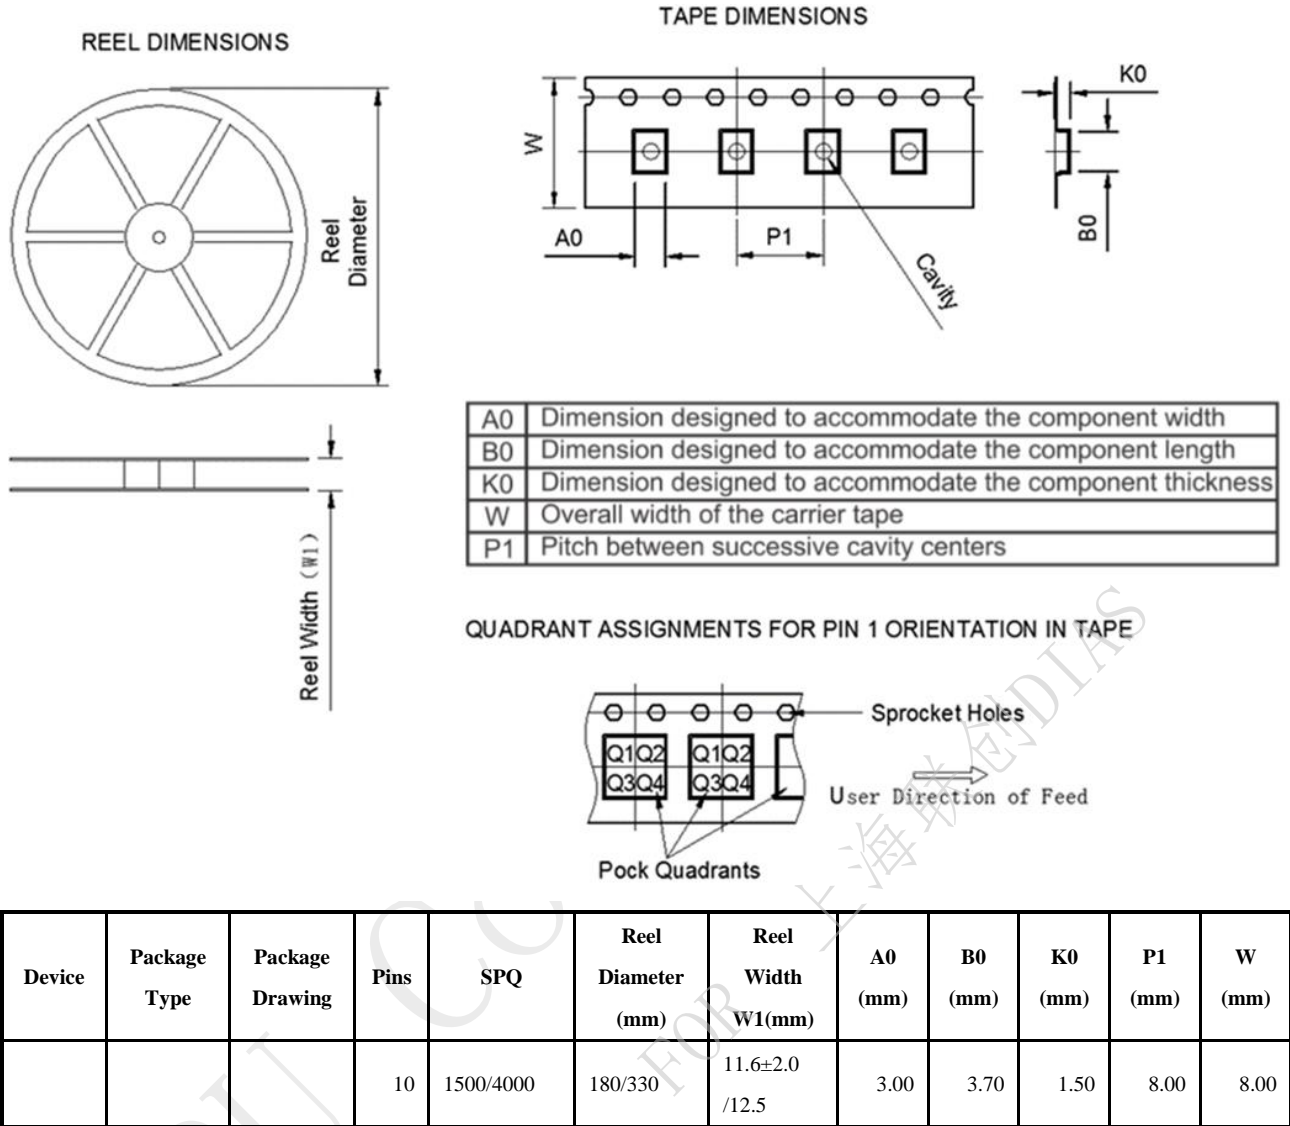 REEL DIMENSIONS
Reel
Diameter
Reel Width (W1)
TAPE DIMENSIONS
W
K0
A0
P1
B0
Cavity
A0 Dimension designed to accommodate the component width
B0 Dimension designed to accommodate the component length
K0 Dimension designed to accommodate the component thickness
W Overall width of the carrier tape
P1 Pitch between successive cavity centers
QUADRANT ASSIGNMENTS FOR PIN 1 ORIENTATION IN TAPE
Sprocket Holes
Q1 Q2 Q1 Q2
Q3 Q4 Q3 Q4
User Direction of Feed
Pock Quadrants
Device Package Type Package Drawing Pins SPQ Reel Diameter (mm) Reel Width W1(mm) A0 (mm) B0 (mm) K0 (mm) P1 (mm) W (mm)
10 1500/4000 180/330 11.6±2.0 /12.5 3.00 3.70 1.50 8.00 8.00
FOR 上海联创DIAS